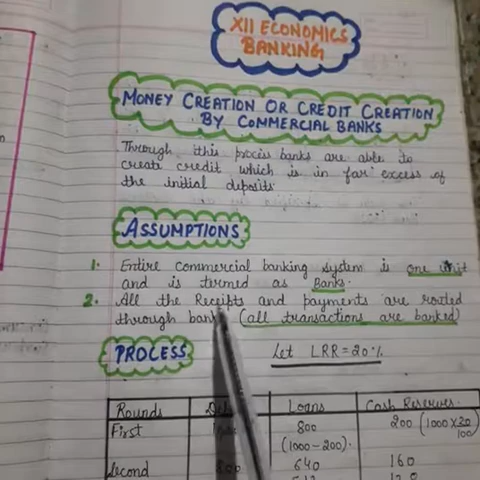 XII ECONOMICS
BANKING
MONEY CREATION OR CREDIT CREATION
BY COMMERCIAL BANKS
Through this process banks are able to
create credit which is in far excess of
the initial deposits
ASSUMPTIONS
1. Entire commercial banking system is one unit
and is termed as Banks.
2. All the Receipts and payments are routed
through (all transactions are banked)
PROCESS Let LRR = 20%
Rounds Loans Cash Reserves.
First 800 200 (1000 × 20/100)
(1000-200).
Second 800 640 160